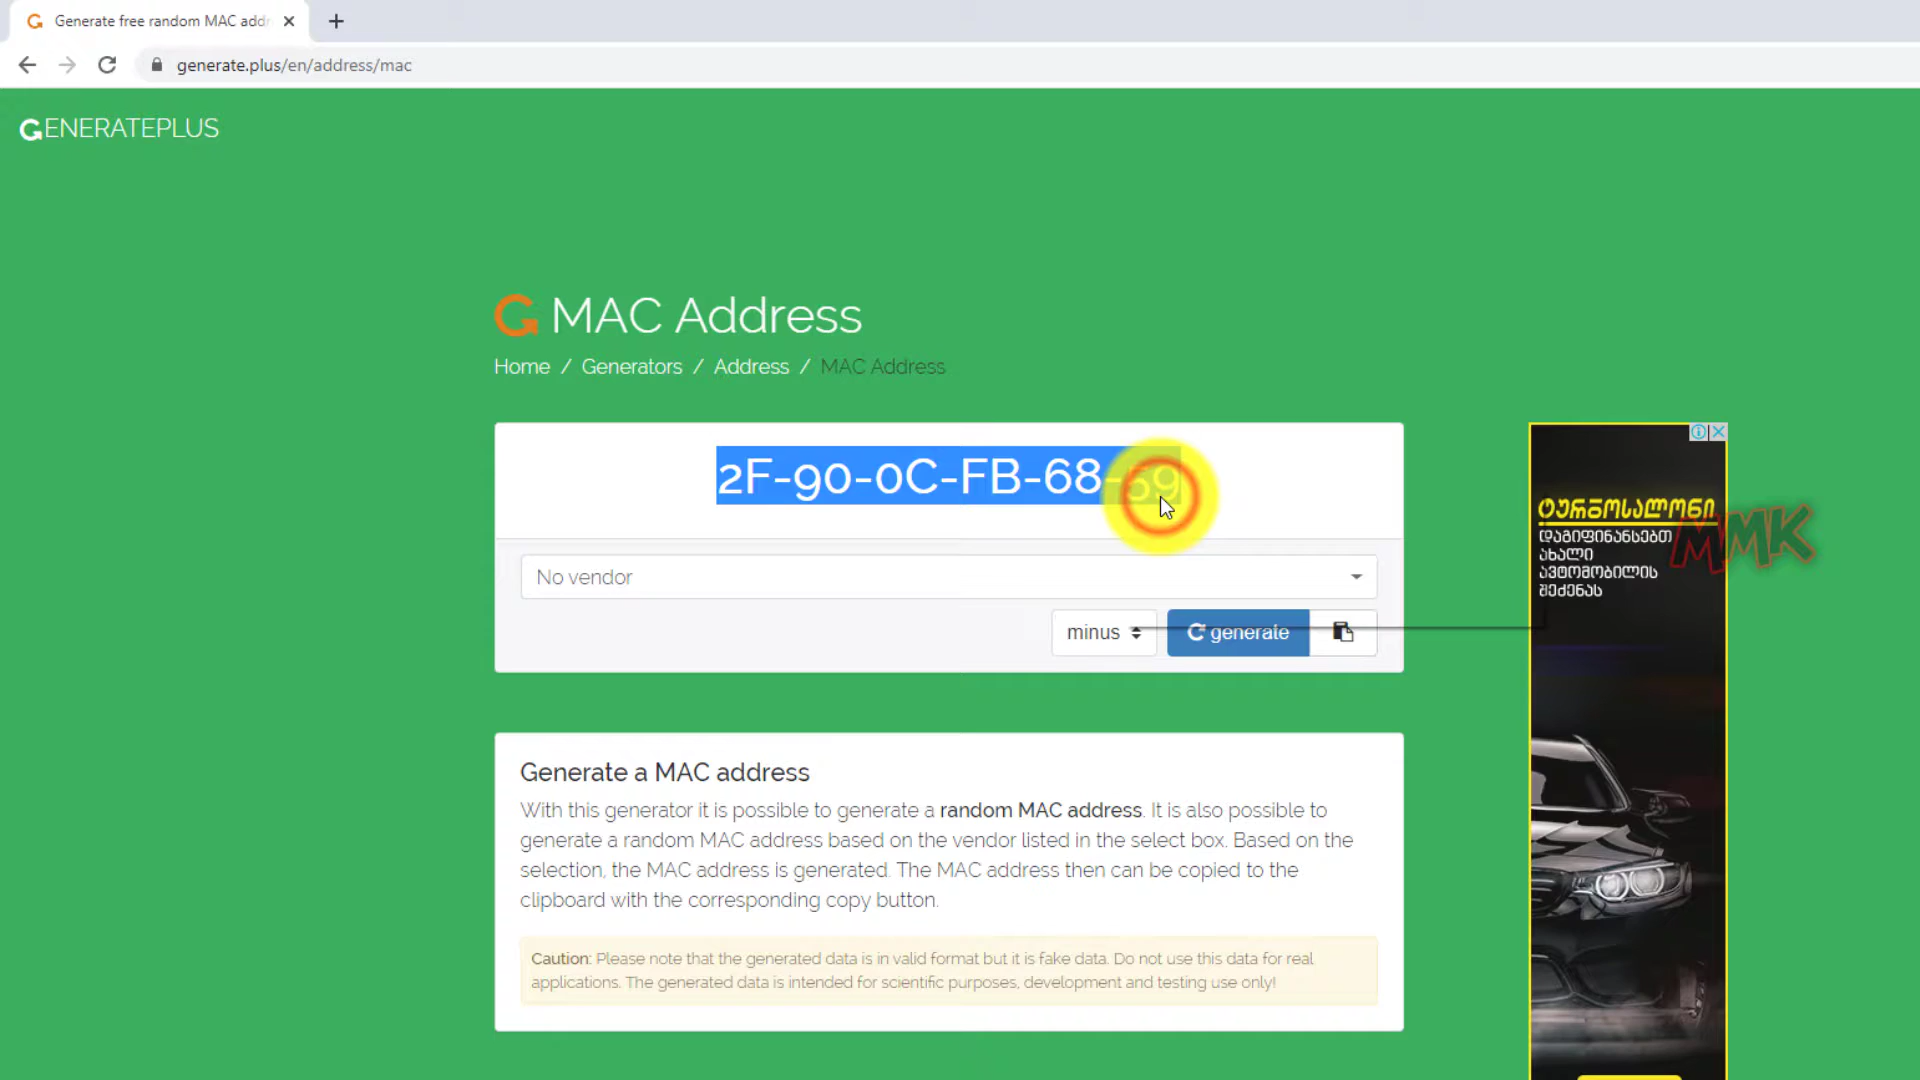 Generate free random MAC addr
generate.plus/en/address/mac
GENERATEPLUS
MAC Address
Home / Generators / Address / MAC Address
2F-90-0C-FB-68-59
No vendor
minus
generate
Generate a MAC address
With this generator it is possible to generate a random MAC address. It is also possible to
generate a random MAC address based on the vendor listed in the select box. Based on the
selection, the MAC address is generated. The MAC address then can be copied to the
clipboard with the corresponding copy button.
Caution: Please note that the generated data is in valid format but it is fake data. Do not use this data for real
applications. The generated data is intended for scientific purposes, development and testing use only!
ტურბოსალონი
დაგიფინანსებთ
ახალი
ავტომობილის
შეძენას
MMK